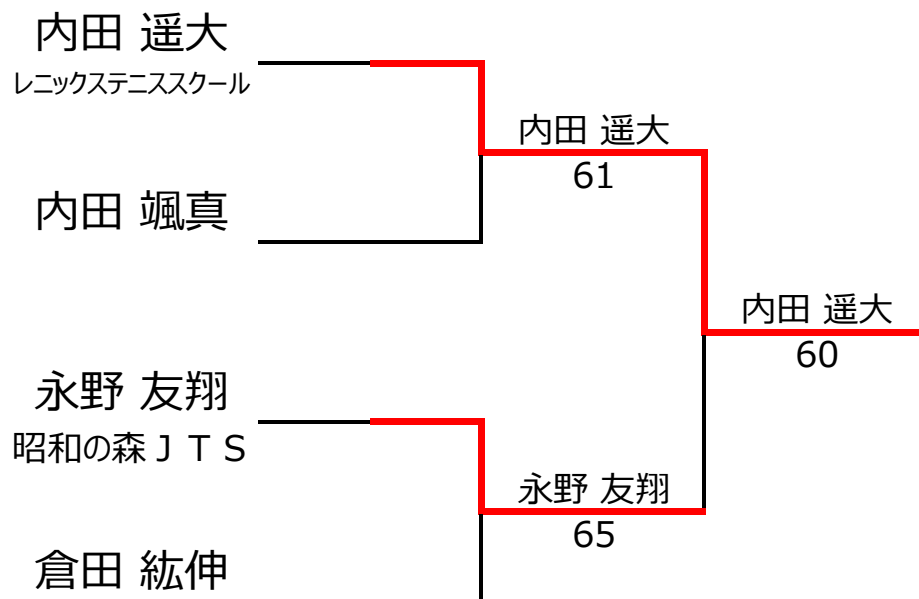 内田 遥大
レニックステニススクール
内田 遥大
61
内田 颯真
内田 遥大
60
永野 友翔
昭和の森ＪＴＳ
永野 友翔
65
倉田 紘伸